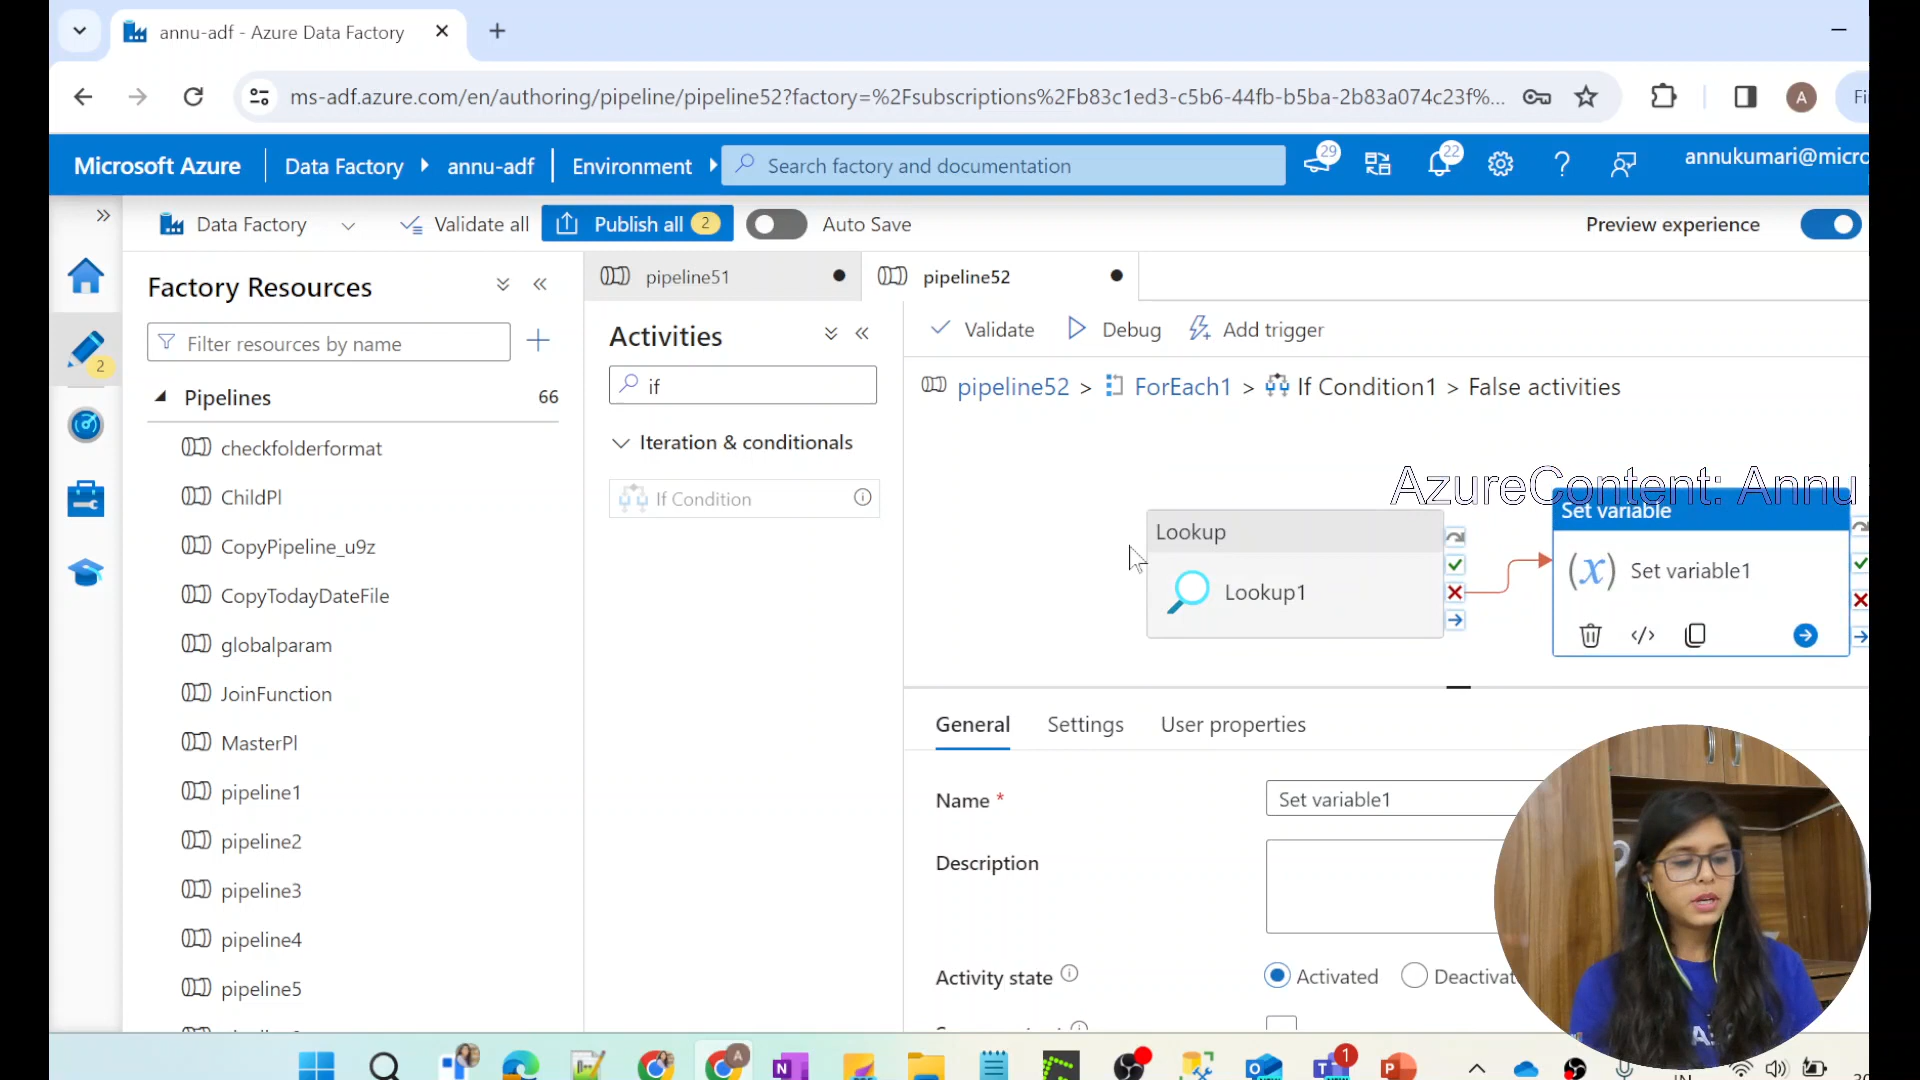 annu-adf - Azure Data Factory
ms-adf.azure.com/en/authoring/pipeline/pipeline52?factory=%2Fsubscriptions%2Fb83c1ed3-c5b6-44fb-b5ba-2b83a074c23f%...
A
Fi
Microsoft Azure
Data Factory
annu-adf
Environment
Search factory and documentation
29
22
annukumari@micro
Data Factory
Validate all
Publish all 2
Auto Save
Preview experience
Factory Resources
pipeline51
pipeline52
Activities
Validate
Debug
Add trigger
Filter resources by name
if
pipeline52 > ForEach1 > If Condition1 > False activities
2
Pipelines 66
Iteration & conditionals
If Condition
checkfolderformat
ChildPl
CopyPipeline_u9z
CopyTodayDateFile
globalparam
JoinFunction
MasterPl
pipeline1
pipeline2
pipeline3
pipeline4
pipeline5
AzureContent: Annu
Lookup
Lookup1
Set variable
(x) Set variable1
General
Settings
User properties
Name *
Set variable1
Description
Activity state
Activated
A
1